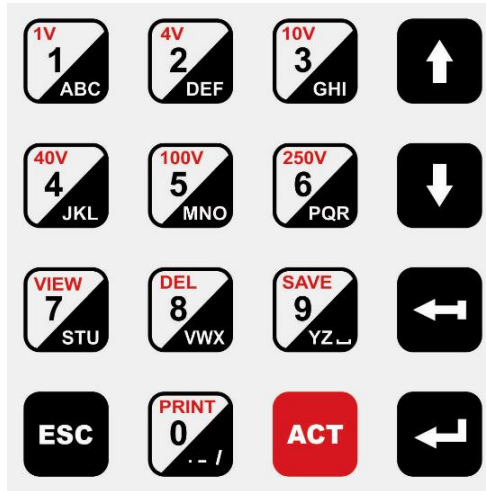 1V 4V 10V
1 2 3
ABC DEF GHI
40V 100V 250V
4 5 6
JKL MNO PQR
VIEW DEL SAVE
7 8 9
STU VWX YZ⎵
PRINT
ESC 0 ACT
. - /